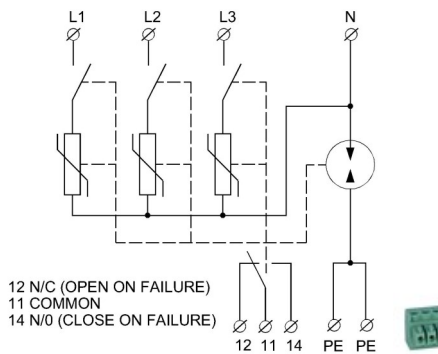 L1 L2 L3 N
12 N/C (OPEN ON FAILURE)
11 COMMON
14 N/0 (CLOSE ON FAILURE)
12 11 14 PE PE